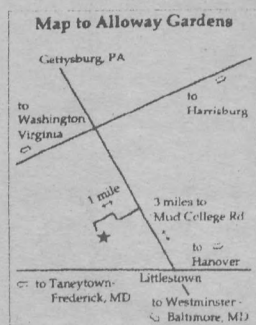 Map to Alloway Gardens
Gettysburg, PA
to
Washington
Virginia
to
Harrisburg
1 mile
3 miles to
Mud College Rd
to
Hanover
Littlestown
to Taneytown-
Frederick, MD
to Westminster -
Baltimore, MD